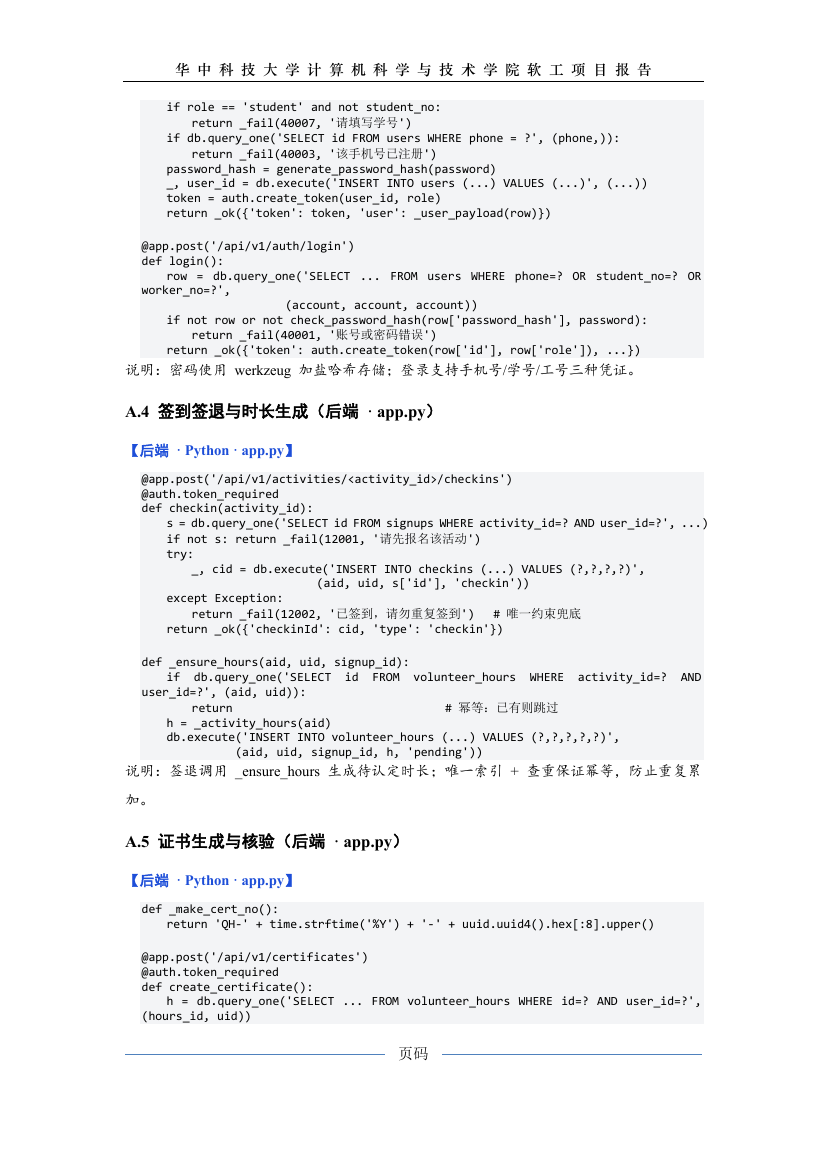 华中科技大学计算机科学与技术学院软工项目报告
if role == 'student' and not student_no:
return _fail(40007, '请填写学号')
if db.query_one('SELECT id FROM users WHERE phone = ?', (phone,)):
return _fail(40003, '该手机号已注册')
password_hash = generate_password_hash(password)
_, user_id = db.execute('INSERT INTO users (...) VALUES (...)', (...))
token = auth.create_token(user_id, role)
return _ok({'token': token, 'user': _user_payload(row)})
@app.post('/api/v1/auth/login')
def login():
row = db.query_one('SELECT ... FROM users WHERE phone=? OR student_no=? OR
worker_no=?',
(account, account, account))
if not row or not check_password_hash(row['password_hash'], password):
return _fail(40001, '账号或密码错误')
return _ok({'token': auth.create_token(row['id'], row['role']), ...})
说明：密码使用 werkzeug 加盐哈希存储；登录支持手机号/学号/工号三种凭证。
A.4 签到签退与时长生成（后端 · app.py）
【后端 · Python · app.py】
@app.post('/api/v1/activities/<activity_id>/checkins')
@auth.token_required
def checkin(activity_id):
s = db.query_one('SELECT id FROM signups WHERE activity_id=? AND user_id=?', ...)
if not s: return _fail(12001, '请先报名该活动')
try:
_, cid = db.execute('INSERT INTO checkins (...) VALUES (?,?,?,?)',
(aid, uid, s['id'], 'checkin'))
except Exception:
return _fail(12002, '已签到，请勿重复签到') # 唯一约束兜底
return _ok({'checkinId': cid, 'type': 'checkin'})
def _ensure_hours(aid, uid, signup_id):
if db.query_one('SELECT id FROM volunteer_hours WHERE activity_id=? AND
user_id=?', (aid, uid)):
return # 幂等：已有则跳过
h = _activity_hours(aid)
db.execute('INSERT INTO volunteer_hours (...) VALUES (?,?,?,?,?)',
(aid, uid, signup_id, h, 'pending'))
说明：签退调用 _ensure_hours 生成待认定时长；唯一索引 + 查重保证幂等，防止重复累
加。
A.5 证书生成与核验（后端 · app.py）
【后端 · Python · app.py】
def _make_cert_no():
return 'QH-' + time.strftime('%Y') + '-' + uuid.uuid4().hex[:8].upper()
@app.post('/api/v1/certificates')
@auth.token_required
def create_certificate():
h = db.query_one('SELECT ... FROM volunteer_hours WHERE id=? AND user_id=?',
(hours_id, uid))
页码